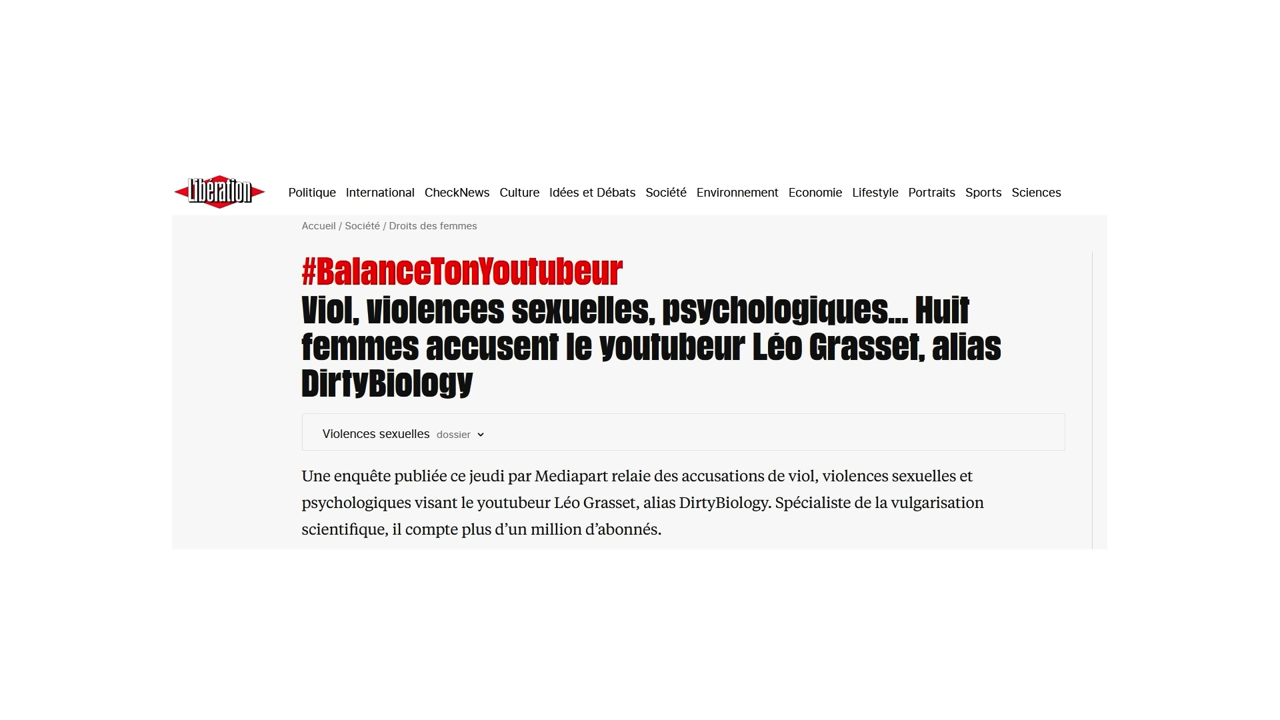 Libération
Politique International CheckNews Culture Idées et Débats Société Environnement Economie Lifestyle Portraits Sports Sciences
Accueil / Société / Droits des femmes
#BalanceTonYoutubeur
Viol, violences sexuelles, psychologiques... Huit
femmes accusent le youtubeur Léo Grasset, alias
DirtyBiology
Violences sexuelles dossier
Une enquête publiée ce jeudi par Mediapart relaie des accusations de viol, violences sexuelles et
psychologiques visant le youtubeur Léo Grasset, alias DirtyBiology. Spécialiste de la vulgarisation
scientifique, il compte plus d’un million d’abonnés.